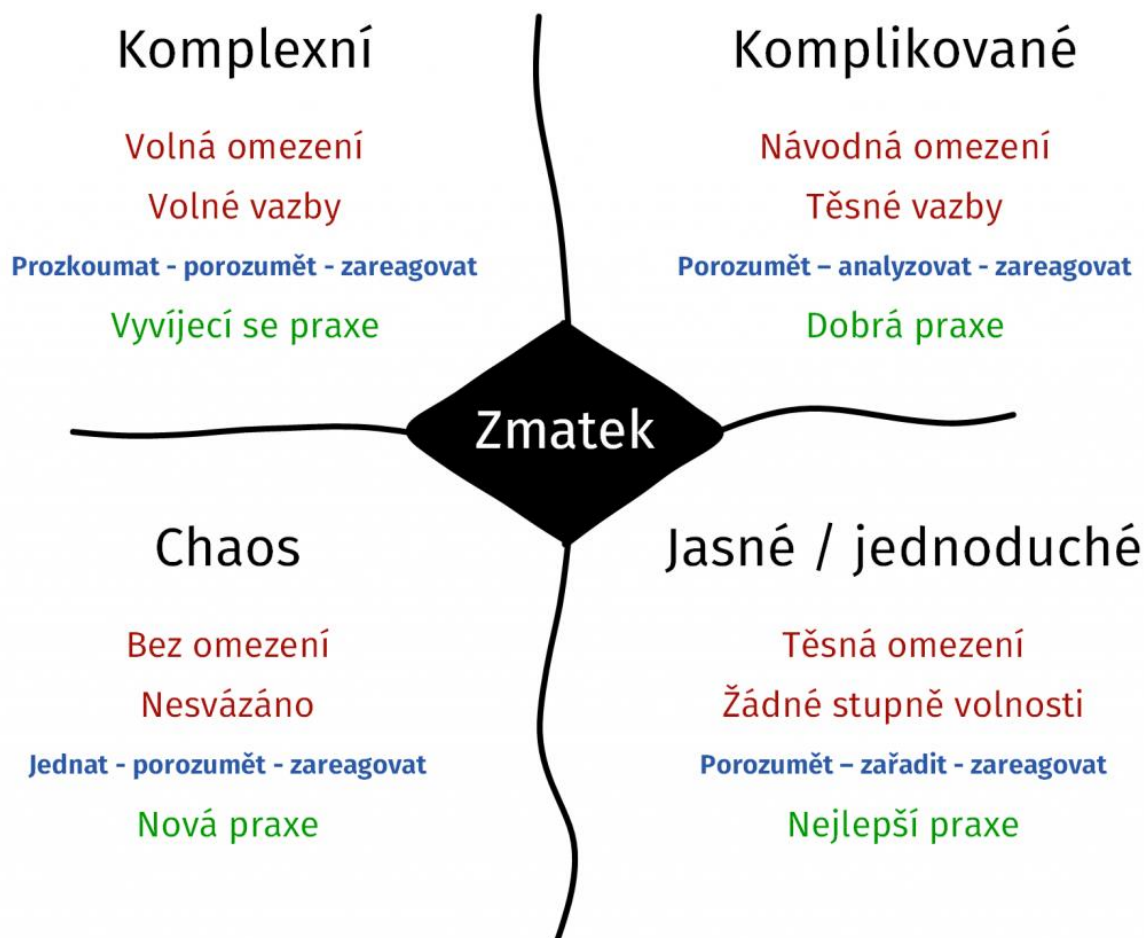 Komplexní
Volná omezení
Volné vazby
Prozkoumat - porozumět - zareagovat
Vyvíjecí se praxe
Komplikované
Návodná omezení
Těsné vazby
Porozumět – analyzovat - zareagovat
Dobrá praxe
Zmatek
Chaos
Bez omezení
Nesvázáno
Jednat - porozumět - zareagovat
Nová praxe
Jasné / jednoduché
Těsná omezení
Žádné stupně volnosti
Porozumět – zařadit - zareagovat
Nejlepší praxe